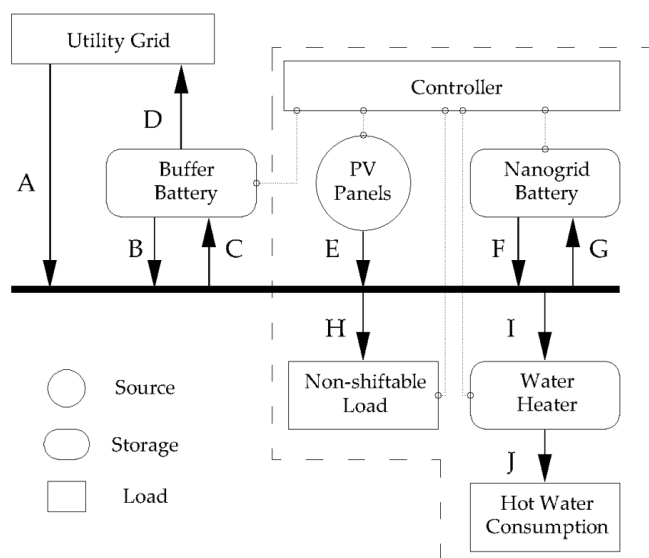 Utility Grid
Controller
D
A
Buffer
Battery
PV
Panels
Nanogrid
Battery
B
C
E
F
G
H
I
Non-shiftable
Load
Water
Heater
Source
Storage
J
Load
Hot Water
Consumption